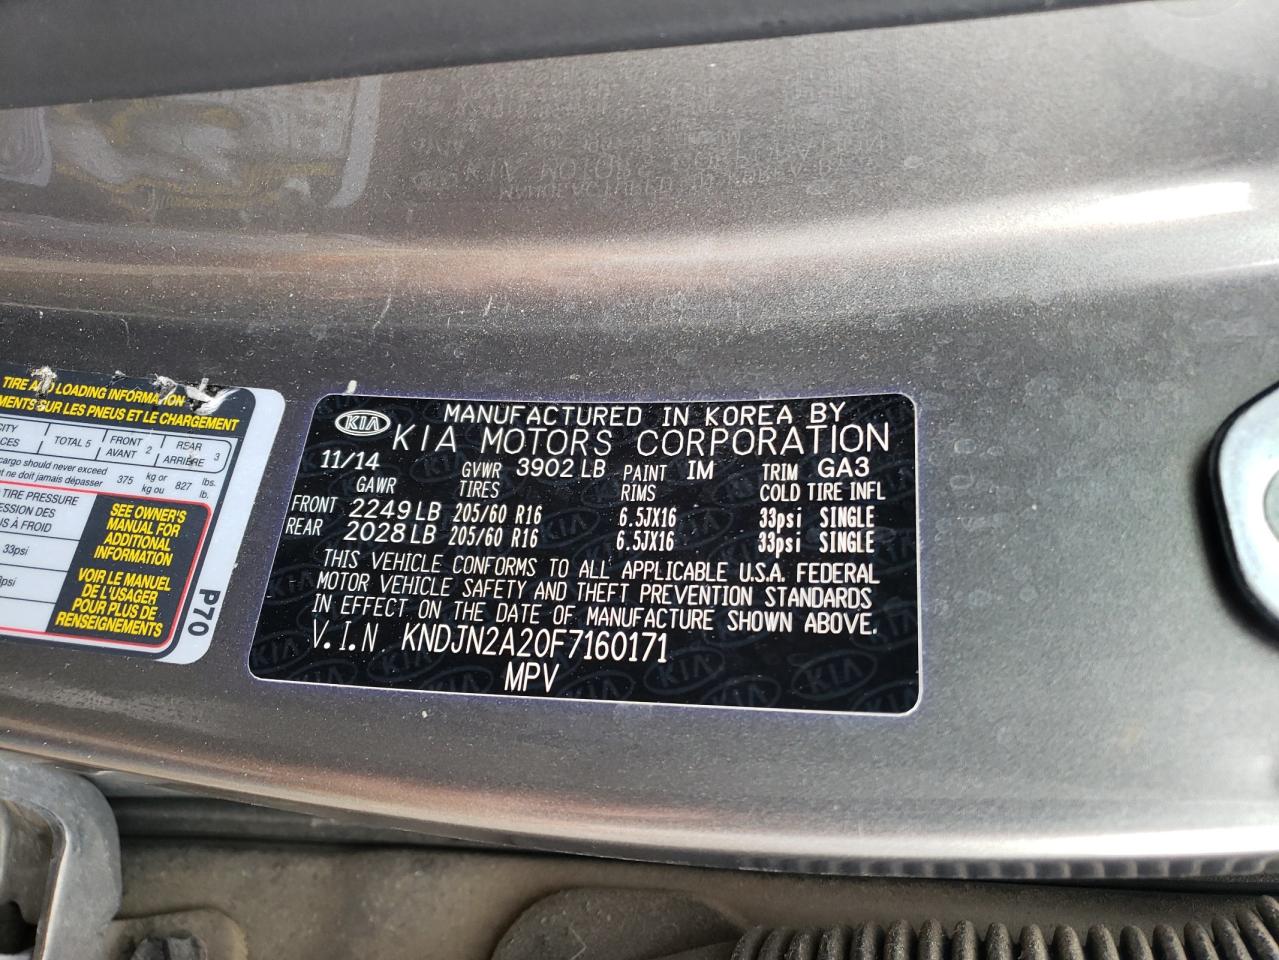 TIRE AND LOADING INFORMATION
MENTS SUR LES PNEUS ET LE CHARGEMENT
TOTAL 5 FRONT AVANT 2 REAR ARRIÈRE 3
cargo should never exceed
ne doit jamais dépasser 375 kg or kg ou 827 lbs. lb.
TIRE PRESSURE
33psi
SEE OWNER'S
MANUAL FOR
ADDITIONAL
INFORMATION
VOIR LE MANUEL
DE L'USAGER
POUR PLUS DE
RENSEIGNEMENTS
P70
KIA MANUFACTURED IN KOREA BY
KIA MOTORS CORPORATION
11/14 GVWR 3902 LB PAINT IM TRIM GA3
GAWR TIRES RIMS COLD TIRE INFL
FRONT 2249 LB 205/60 R16 6.5JX16 33psi SINGLE
REAR 2028 LB 205/60 R16 6.5JX16 33psi SINGLE
THIS VEHICLE CONFORMS TO ALL APPLICABLE U.S.A. FEDERAL
MOTOR VEHICLE SAFETY AND THEFT PREVENTION STANDARDS
IN EFFECT ON THE DATE OF MANUFACTURE SHOWN ABOVE.
V.I.N KNDJN2A20F7160171
MPV